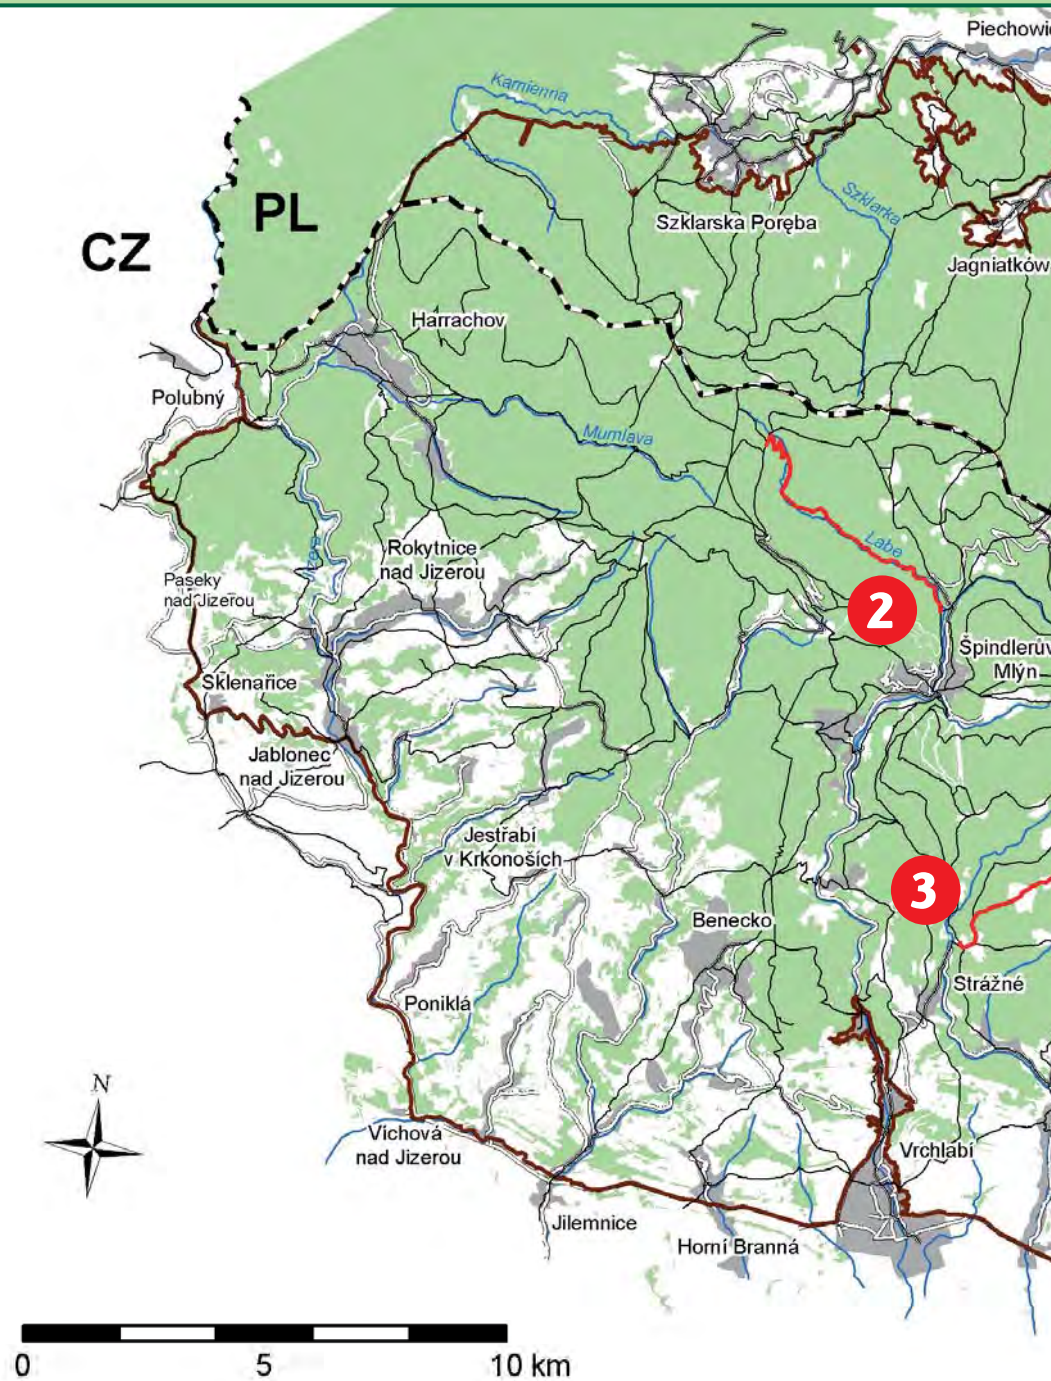 Piechowi
Kamienna
PL
Szklarka
CZ
Szklarska Poręba
Jagniatków
Harrachov
Polubný
Mumlava
Labe
Jizera
Rokytnice
nad Jizerou
Paseky
nad Jizerou
2
Špindlerův
Mlýn
Sklenařice
Jablonec
nad Jizerou
Jestřabí
v Krkonoších
3
Benecko
Strážné
Poniklá
N
Víchová
nad Jizerou
Vrchlabí
Jilemnice
Horní Branná
0 5 10 km